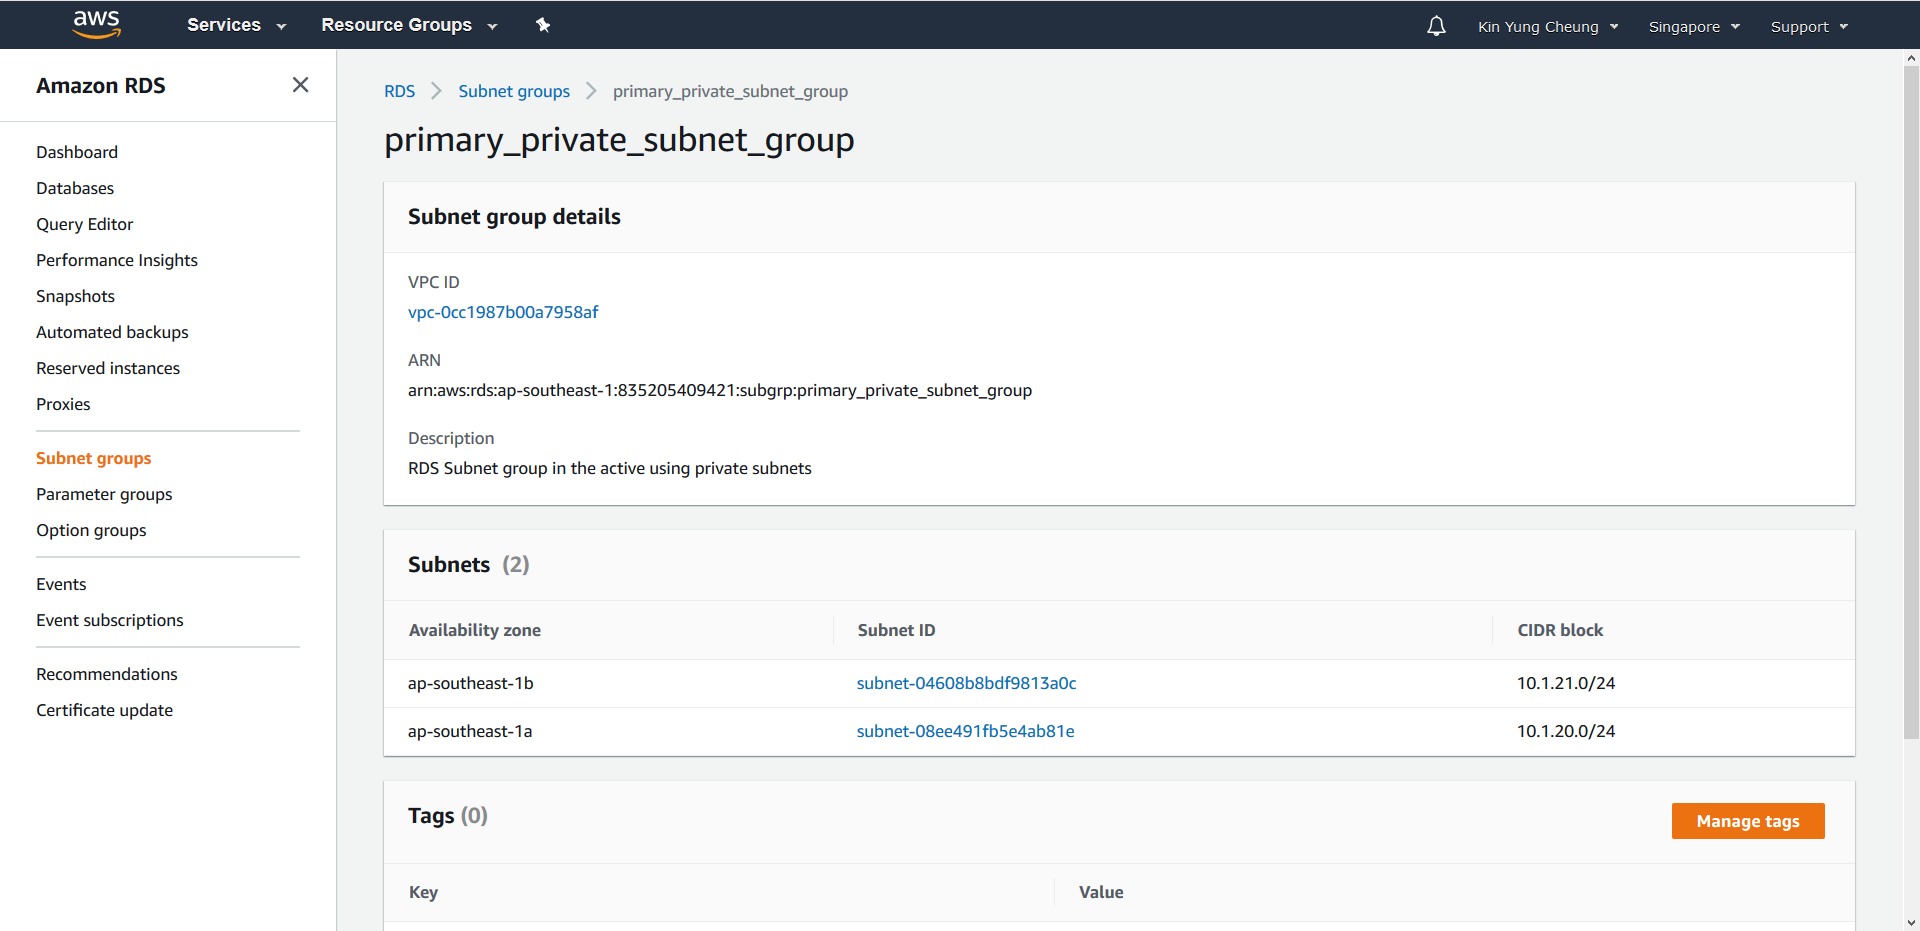 aws Services Resource Groups Kin Yung Cheung Singapore Support
Amazon RDS
Dashboard
Databases
Query Editor
Performance Insights
Snapshots
Automated backups
Reserved instances
Proxies
Subnet groups
Parameter groups
Option groups
Events
Event subscriptions
Recommendations
Certificate update
RDS Subnet groups primary_private_subnet_group
primary_private_subnet_group
Subnet group details
VPC ID
vpc-0cc1987b00a7958af
ARN
arn:aws:rds:ap-southeast-1:835205409421:subgrp:primary_private_subnet_group
Description
RDS Subnet group in the active using private subnets
Subnets (2)
Availability zone Subnet ID CIDR block
ap-southeast-1b subnet-04608b8bdf9813a0c 10.1.21.0/24
ap-southeast-1a subnet-08ee491fb5e4ab81e 10.1.20.0/24
Tags (0) Manage tags
Key Value